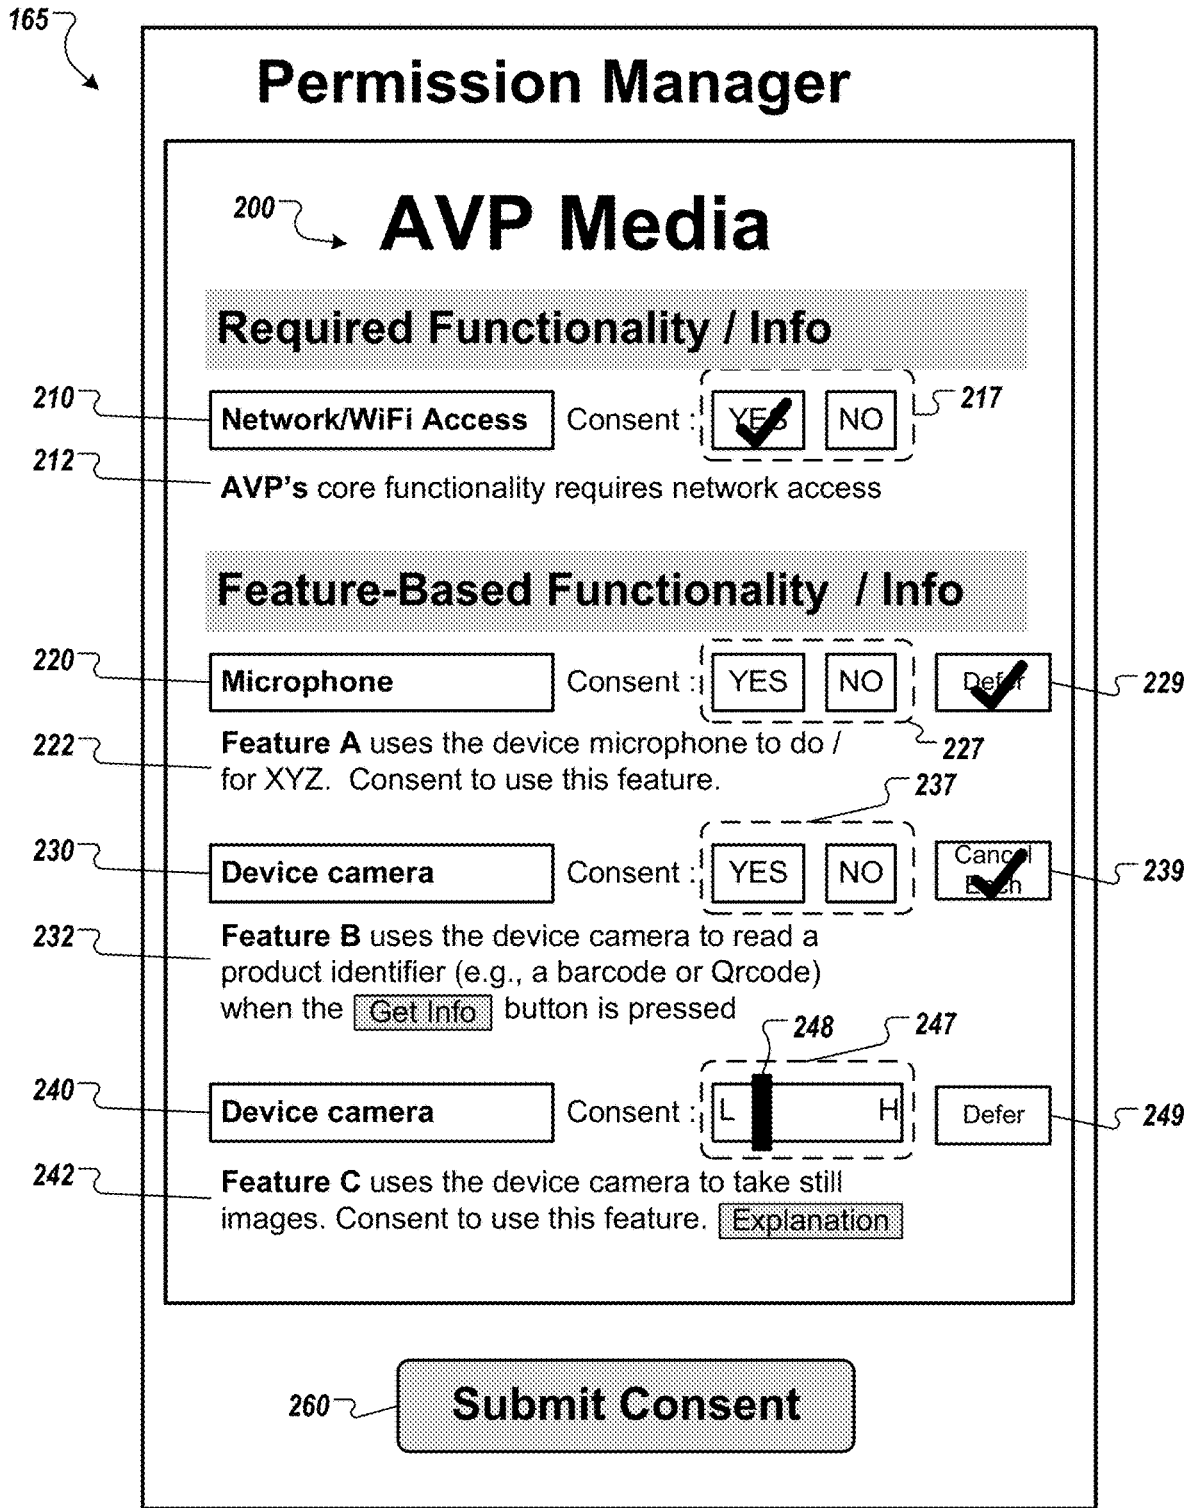 165
Permission Manager
200 AVP Media
Required Functionality / Info
210 Network/WiFi Access Consent : YES NO 217
212 AVP's core functionality requires network access
Feature-Based Functionality / Info
220 Microphone Consent : YES NO Defer 229
227
222 Feature A uses the device microphone to do /
for XYZ. Consent to use this feature.
237
230 Device camera Consent : YES NO Cancel
Each 239
232 Feature B uses the device camera to read a
product identifier (e.g., a barcode or Qrcode)
when the Get Info button is pressed
248 247
240 Device camera Consent : L H Defer 249
242 Feature C uses the device camera to take still
images. Consent to use this feature. Explanation
260 Submit Consent